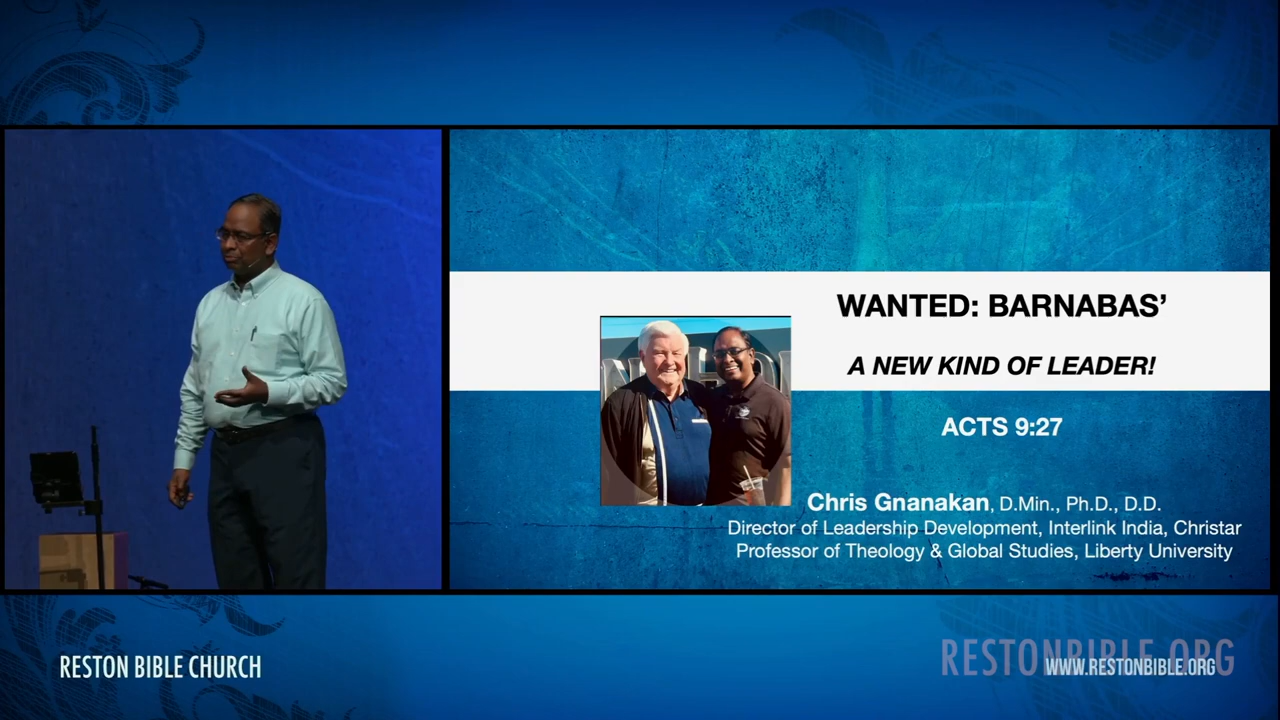 WANTED: BARNABAS’
A NEW KIND OF LEADER!
ACTS 9:27
Chris Gnanakan, D.Min., Ph.D., D.D.
Director of Leadership Development, Interlink India, Christar
Professor of Theology & Global Studies, Liberty University
RESTON BIBLE CHURCH
RESTONBIBLE.ORG
WWW.RESTONBIBLE.ORG